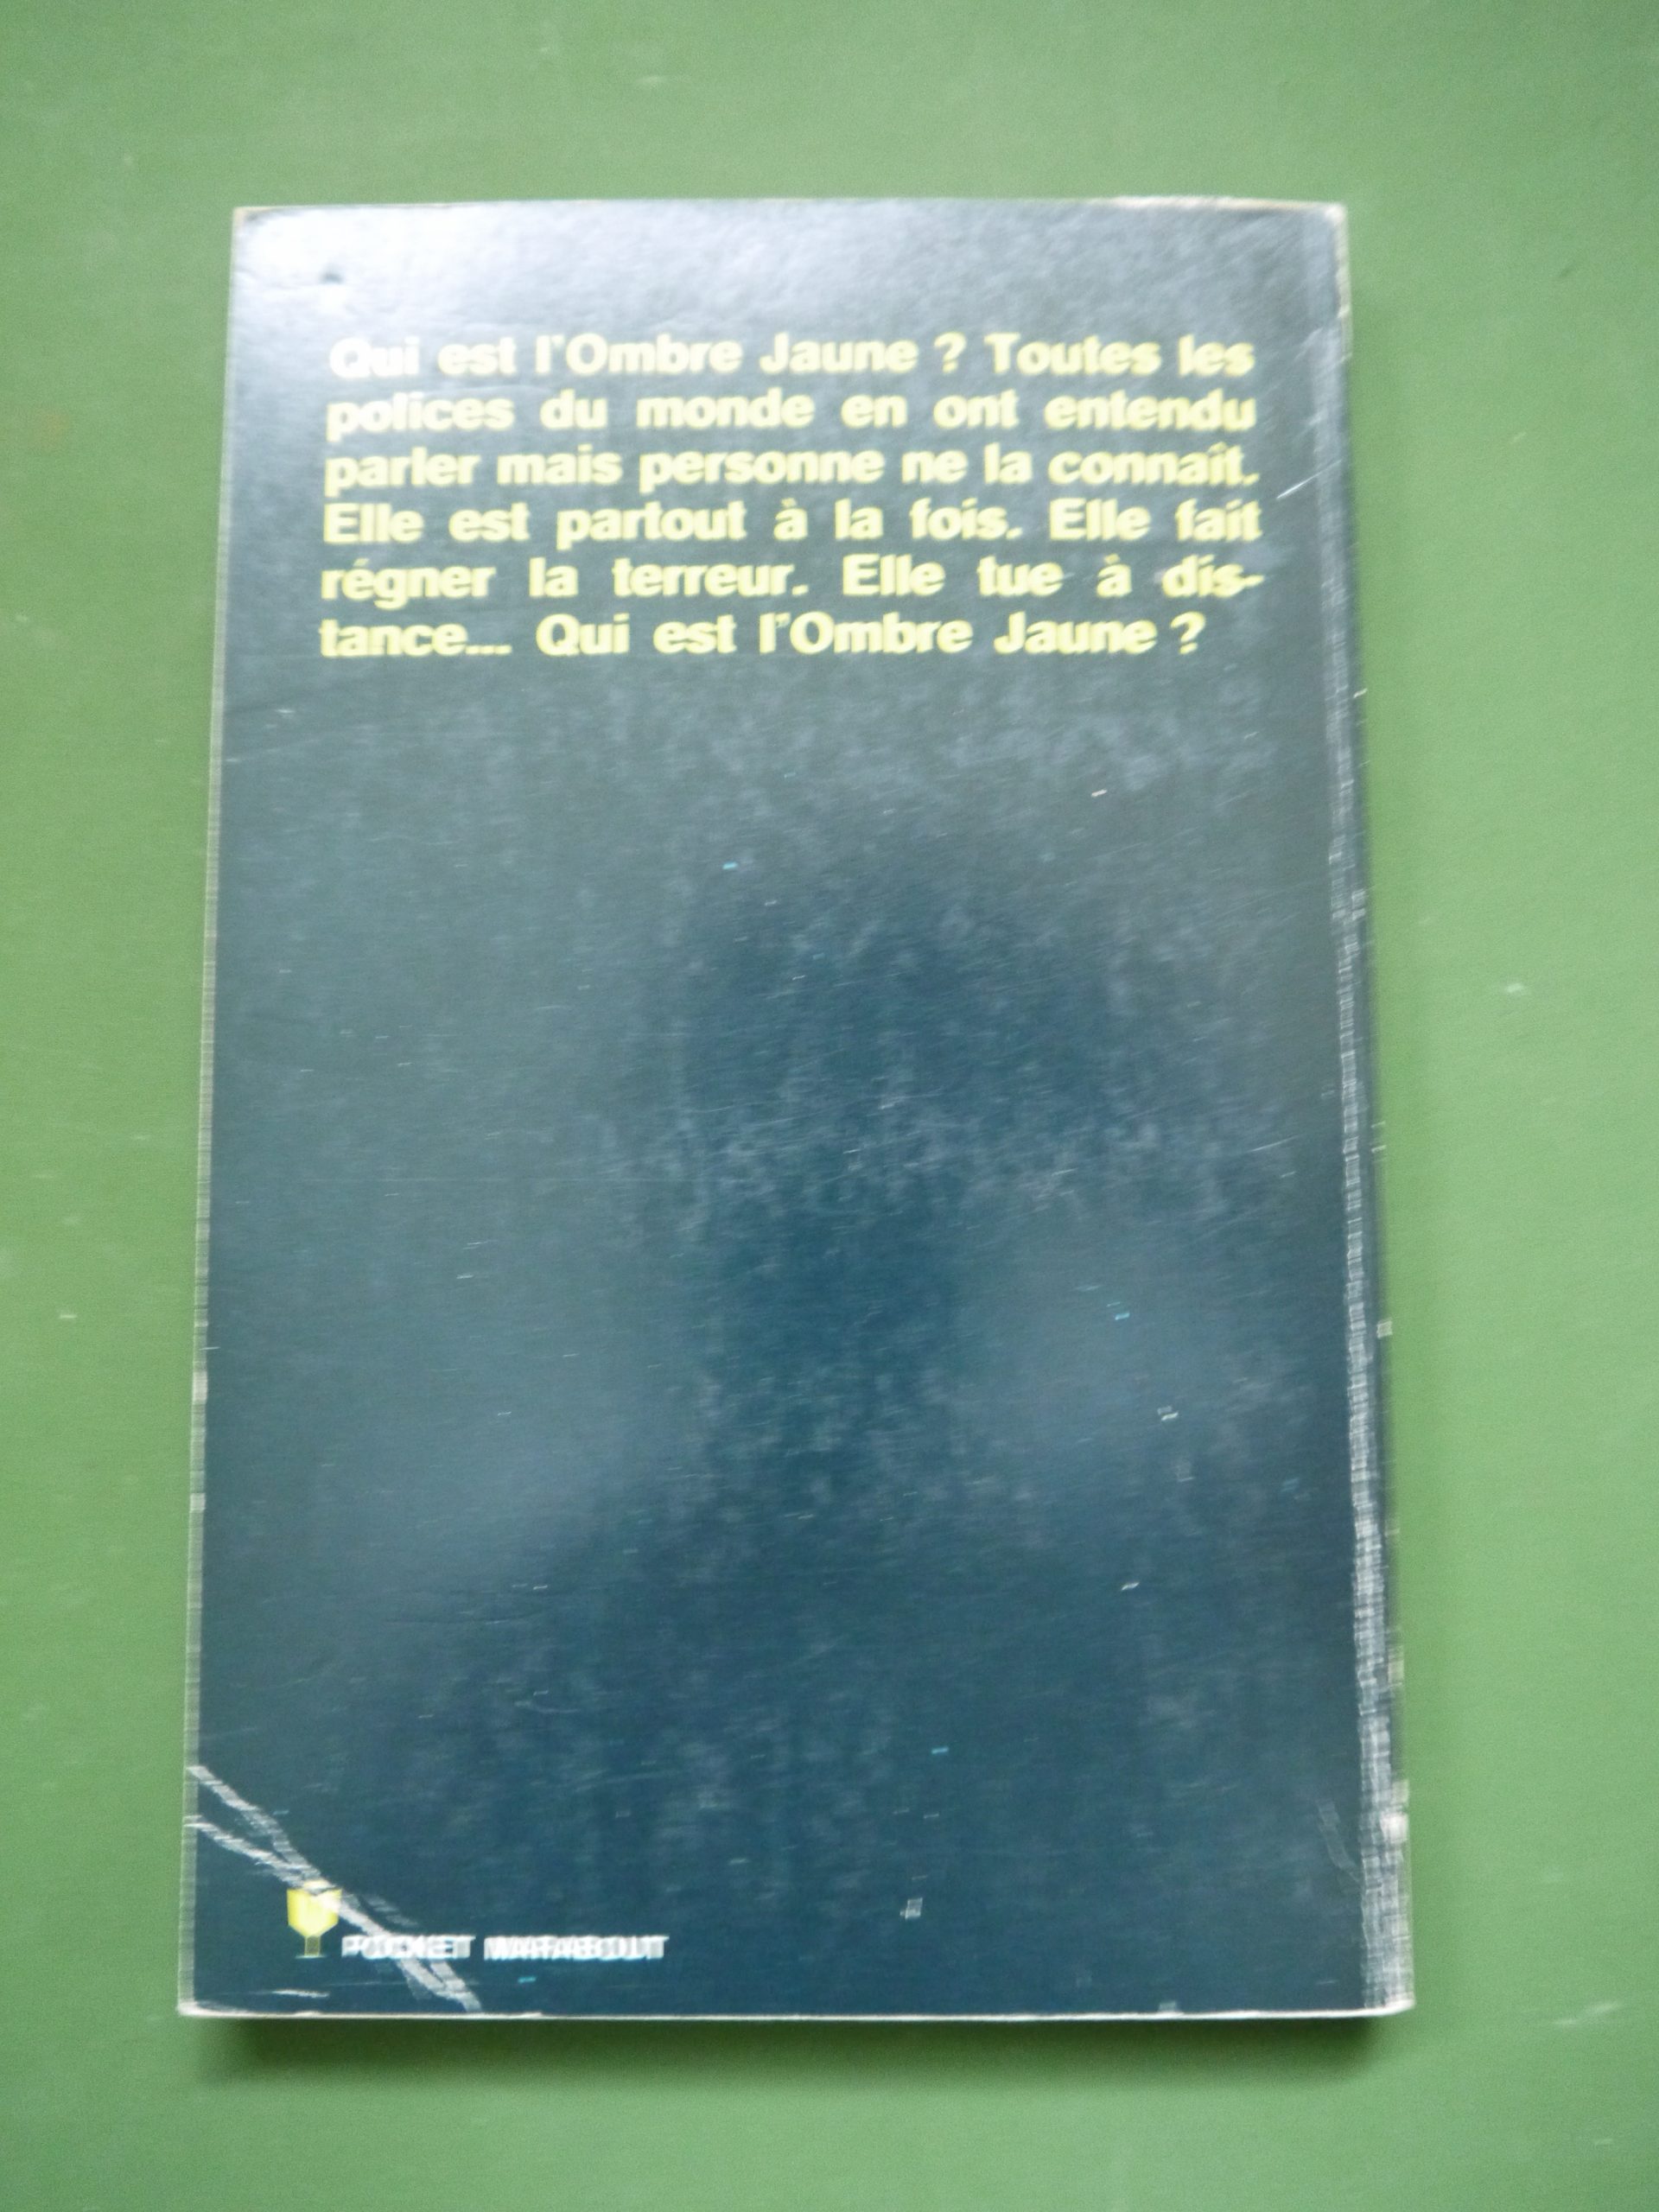 Qui est l'Ombre Jaune ? Toutes les
polices du monde en ont entendu
parler mais personne ne la connaît.
Elle est partout à la fois. Elle fait
régner la terreur. Elle tue à dis-
tance... Qui est l'Ombre Jaune ?
POCKET MARABOUT